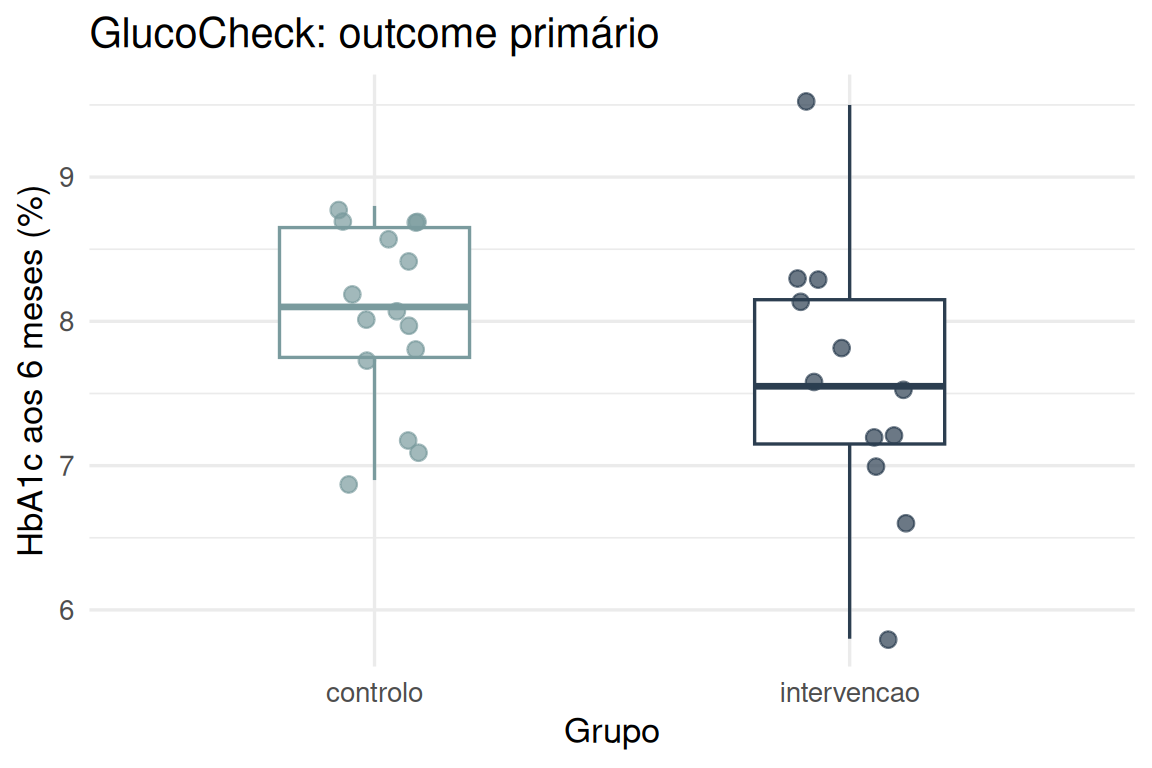 GlucoCheck: outcome primário
HbA1c aos 6 meses (%)
9
8
7
6
controlo
intervencao
Grupo